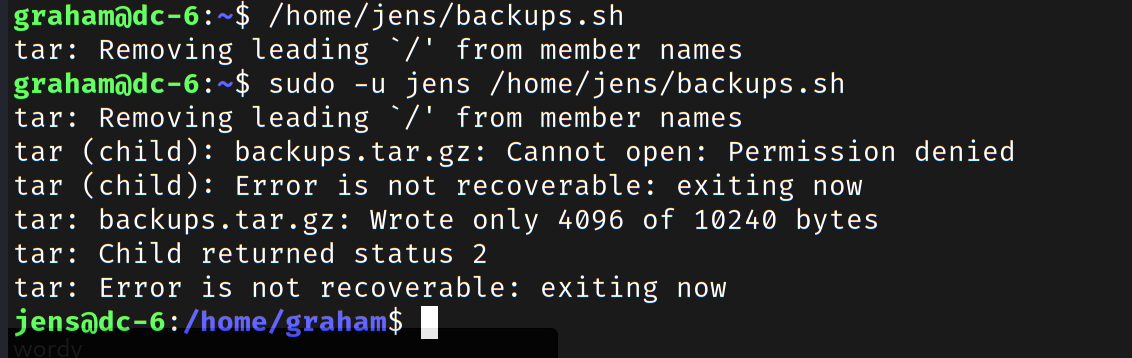 graham@dc-6:~$ /home/jens/backups.sh
tar: Removing leading `/' from member names
graham@dc-6:~$ sudo -u jens /home/jens/backups.sh
tar: Removing leading `/' from member names
tar (child): backups.tar.gz: Cannot open: Permission denied
tar (child): Error is not recoverable: exiting now
tar: backups.tar.gz: Wrote only 4096 of 10240 bytes
tar: Child returned status 2
tar: Error is not recoverable: exiting now
jens@dc-6:/home/graham$
wordy